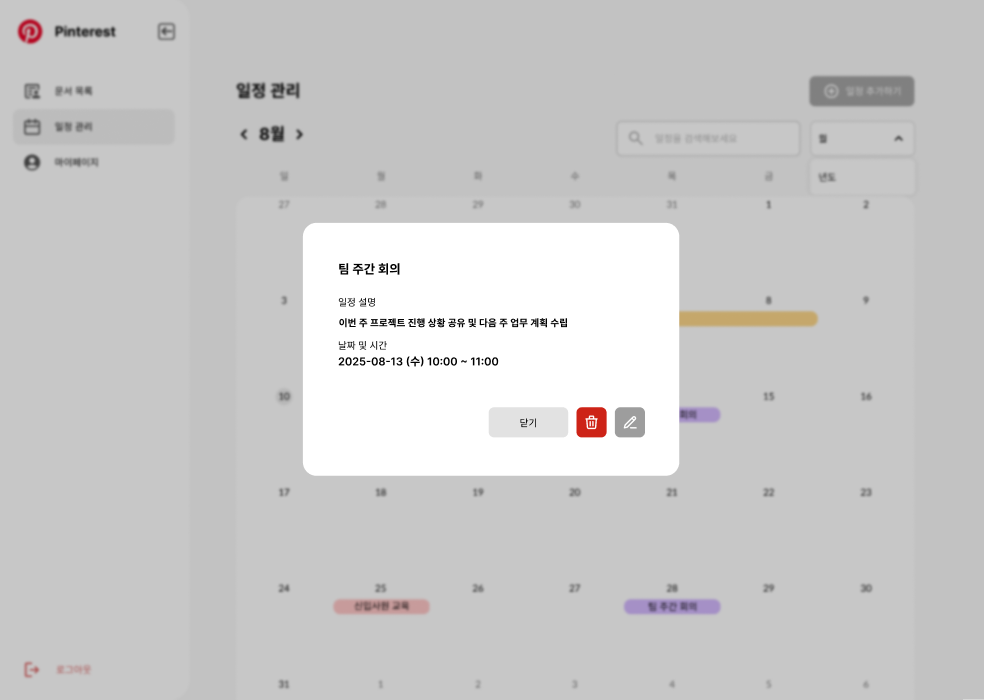 Pinterest
문서 목록
일정 관리
마이페이지
로그아웃
일정 관리
일정 추가하기
8월
일정을 검색해보세요
월
년도
일 월 화 수 목 금
27 28 29 30 31 1 2
3 8 9
10 15 16
회의
17 18 19 20 21 22 23
24 25 26 27 28 29 30
신입사원 교육 팀 주간 회의
31 1 2 3 4 5 6
팀 주간 회의
일정 설명
이번 주 프로젝트 진행 상황 공유 및 다음 주 업무 계획 수립
날짜 및 시간
2025-08-13 (수) 10:00 ~ 11:00
닫기